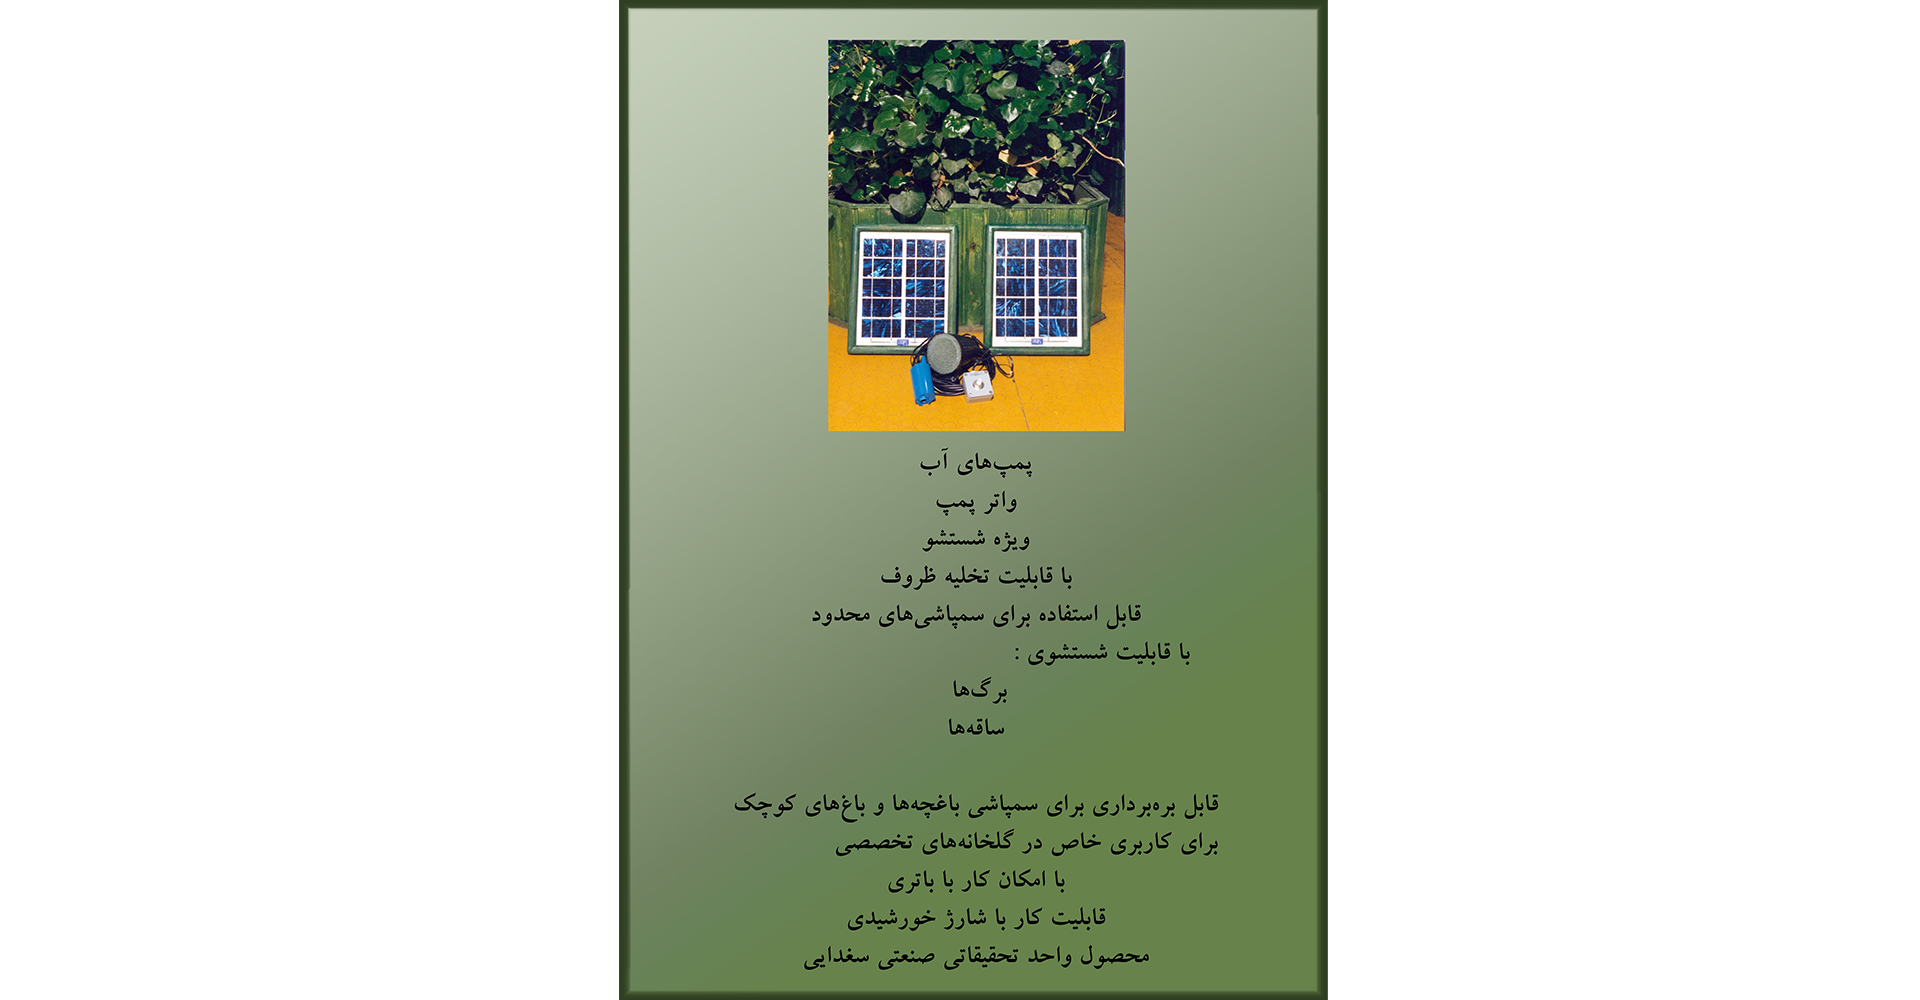 پمپ‌های آب
واتر پمپ
ویژه شستشو
با قابلیت تخلیه ظروف
قابل استفاده برای سمپاشی‌های محدود
با قابلیت شستشوی :
برگ‌ها
ساقه‌ها
قابل بره‌برداری برای سمپاشی باغچه‌ها و باغ‌های کوچک
برای کاربری خاص در گلخانه‌های تخصصی
با امکان کار با باتری
قابلیت کار با شارژ خورشیدی
محصول واحد تحقیقاتی صنعتی سغدایی